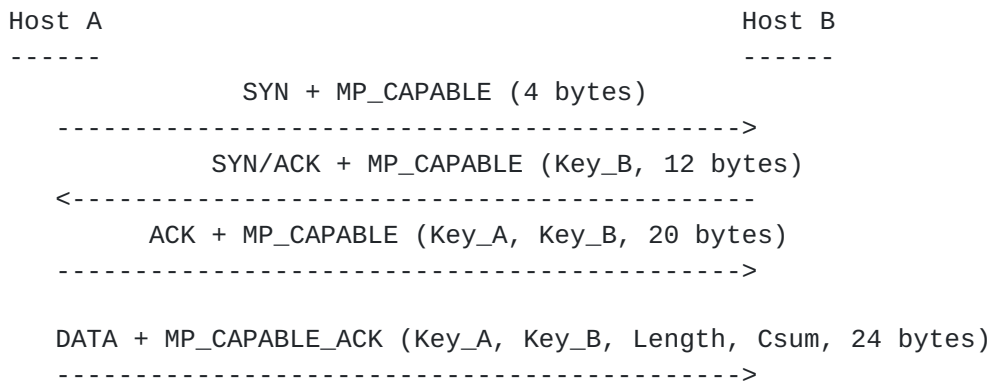 Host A                                         Host B
------                                         ------
               SYN + MP_CAPABLE (4 bytes)
   -------------------------------------------->
             SYN/ACK + MP_CAPABLE (Key_B, 12 bytes)
   <--------------------------------------------
         ACK + MP_CAPABLE (Key_A, Key_B, 20 bytes)
   -------------------------------------------->

   DATA + MP_CAPABLE_ACK (Key_A, Key_B, Length, Csum, 24 bytes)
   -------------------------------------------->